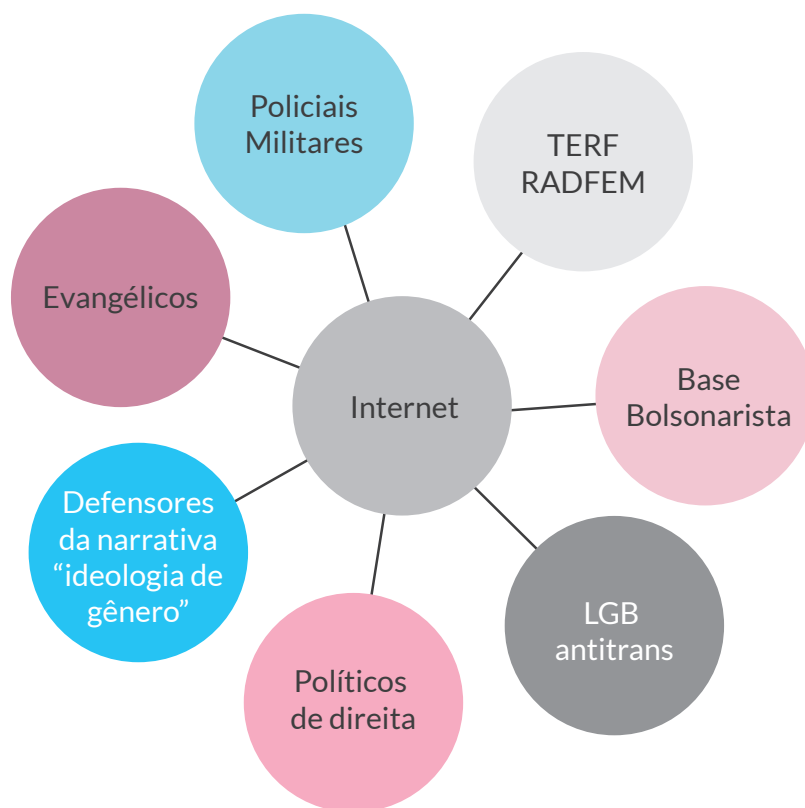 Policiais
Militares
TERF
RADFEM
Evangélicos
Internet
Base
Bolsonarista
Defensores
da narrativa
“ideologia de
gênero”
LGB
antitrans
Políticos
de direita